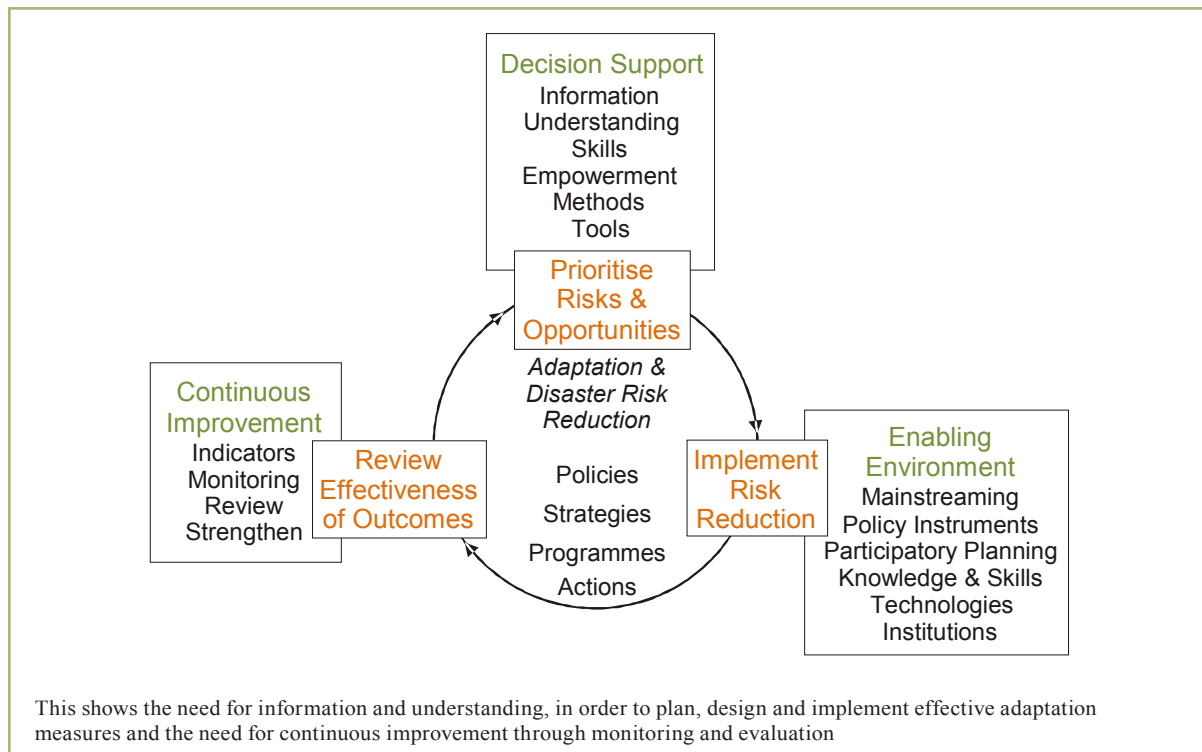 Decision Support
Information
Understanding
Skills
Empowerment
Methods
Tools
Prioritise
Risks &
Opportunities
Adaptation &
Disaster Risk
Reduction
Policies
Strategies
Programmes
Actions
Continuous
Improvement
Indicators
Monitoring
Review
Strengthen
Review
Effectiveness
of Outcomes
Implement
Risk
Reduction
Enabling
Environment
Mainstreaming
Policy Instruments
Participatory Planning
Knowledge & Skills
Technologies
Institutions
This shows the need for information and understanding, in order to plan, design and implement effective adaptation
measures and the need for continuous improvement through monitoring and evaluation